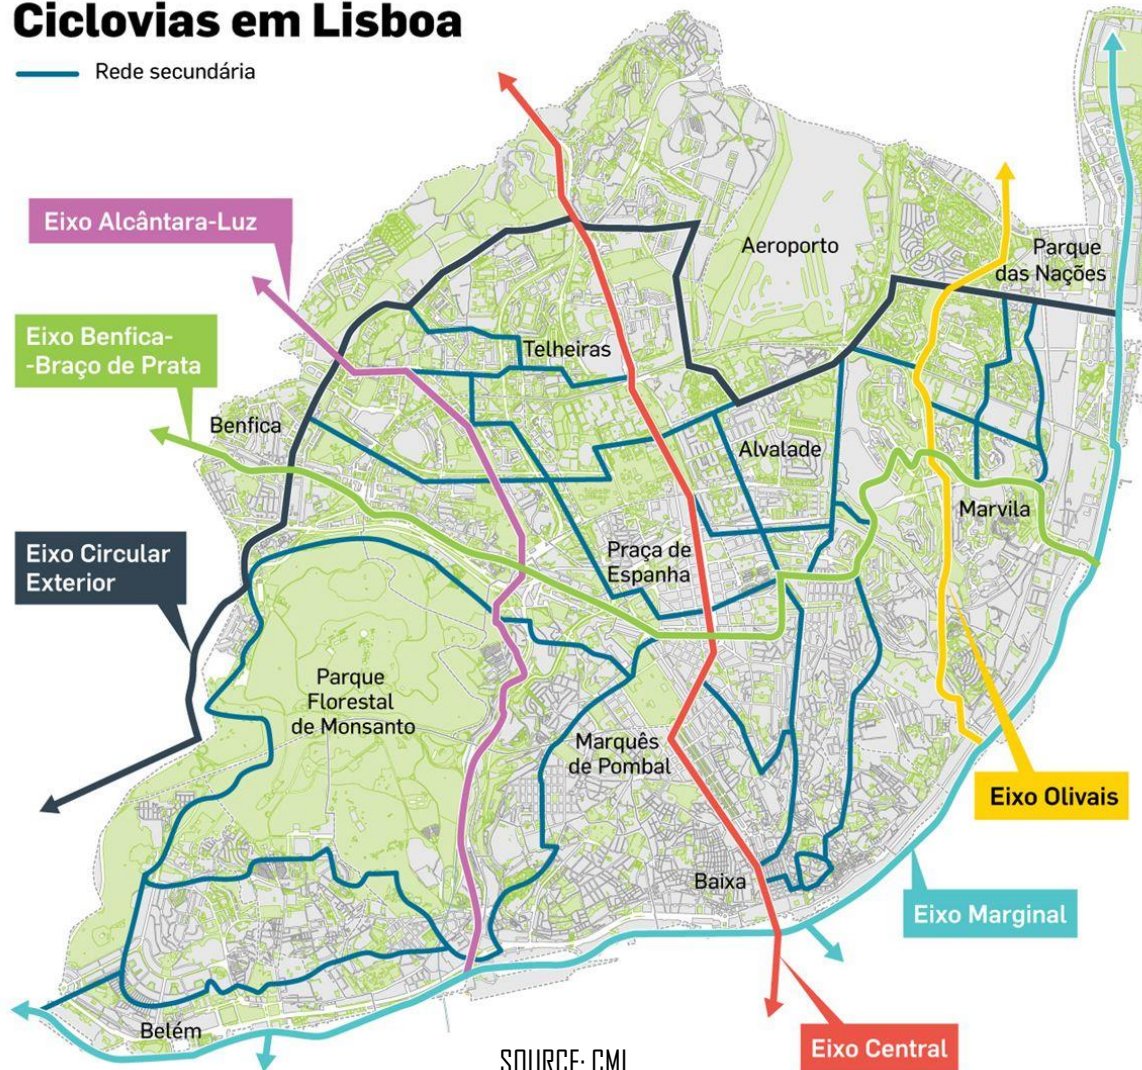 Ciclovias em Lisboa
Rede secundária
Eixo Alcântara-Luz
Aeroporto
Parque
das Nações
Eixo Benfica-
-Braço de Prata
Telheiras
Benfica
Alvalade
Marvila
Eixo Circular
Exterior
Praça de
Espanha
Parque
Florestal
de Monsanto
Marquês
de Pombal
Eixo Olivais
Baixa
Eixo Marginal
Belém
Eixo Central
SOURCE: CML